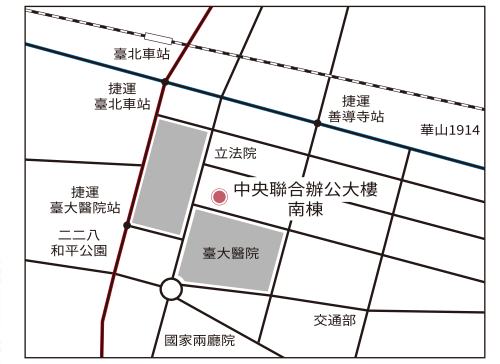 臺北車站
捷運
臺北車站
捷運
善導寺站
華山1914
立法院
中央聯合辦公大樓
南棟
捷運
臺大醫院站
二二八
和平公園
臺大醫院
交通部
國家兩廳院